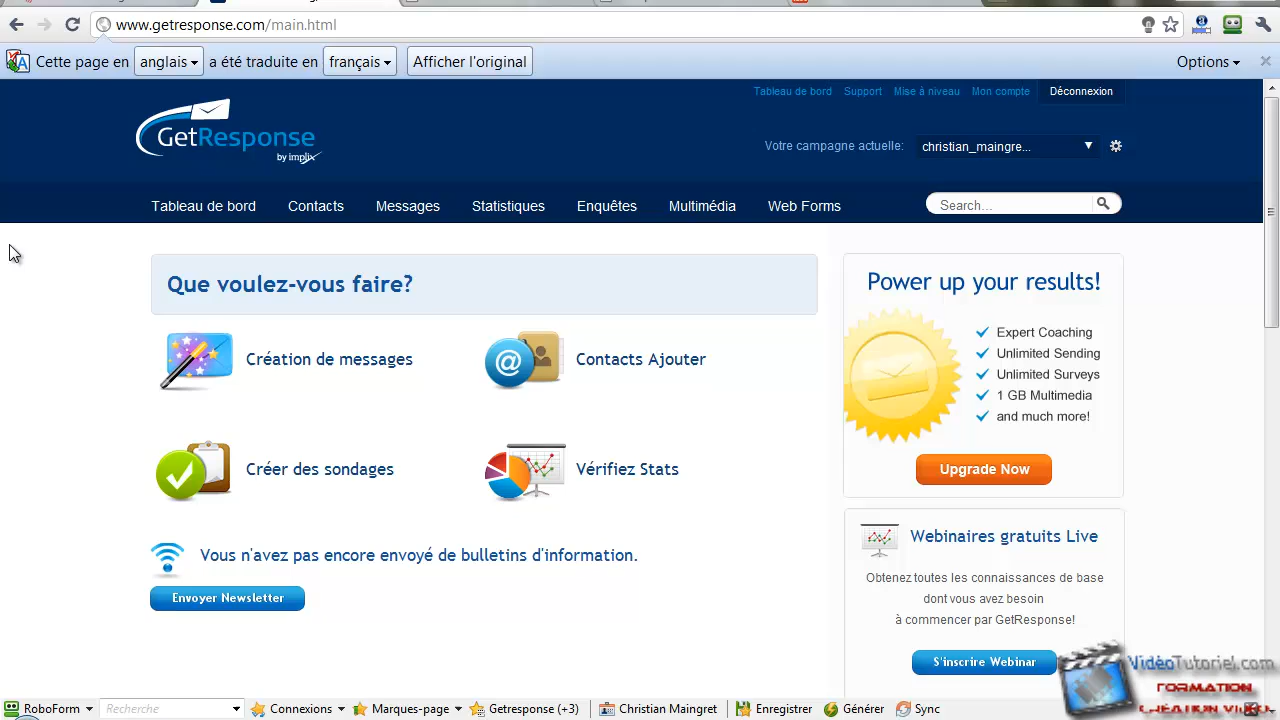 www.getresponse.com/main.html
Cette page en anglais a été traduite en français Afficher l'original Options
Tableau de bord Support Mise à niveau Mon compte Déconnexion
GetResponse
by implix
Votre campagne actuelle: christian_maingre...
Tableau de bord Contacts Messages Statistiques Enquêtes Multimédia Web Forms Search...
Que voulez-vous faire?
Création de messages
Contacts Ajouter
Créer des sondages
Vérifiez Stats
Vous n'avez pas encore envoyé de bulletins d'information.
Envoyer Newsletter
Power up your results!
Expert Coaching
Unlimited Sending
Unlimited Surveys
1 GB Multimedia
and much more!
Upgrade Now
Webinaires gratuits Live
Obtenez toutes les connaissances de base
dont vous avez besoin
à commencer par GetResponse!
S'inscrire Webinar
VidéoTutoriel.com
FORMATION
CRÉATION VIDÉO
RoboForm Recherche Connexions Marques-page Getresponse (+3) Christian Maingret Enregistrer Générer Sync